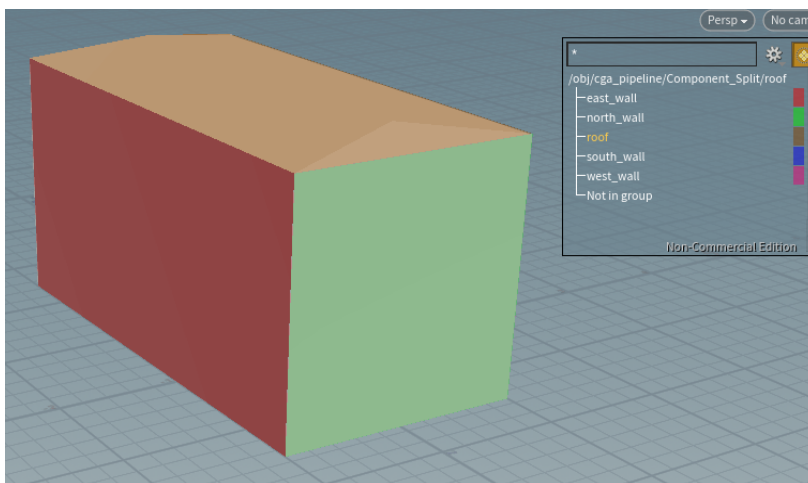 Persp
No cam
*
/obj/cga_pipeline/Component_Split/roof
east_wall
north_wall
roof
south_wall
west_wall
Not in group
Non-Commercial Edition